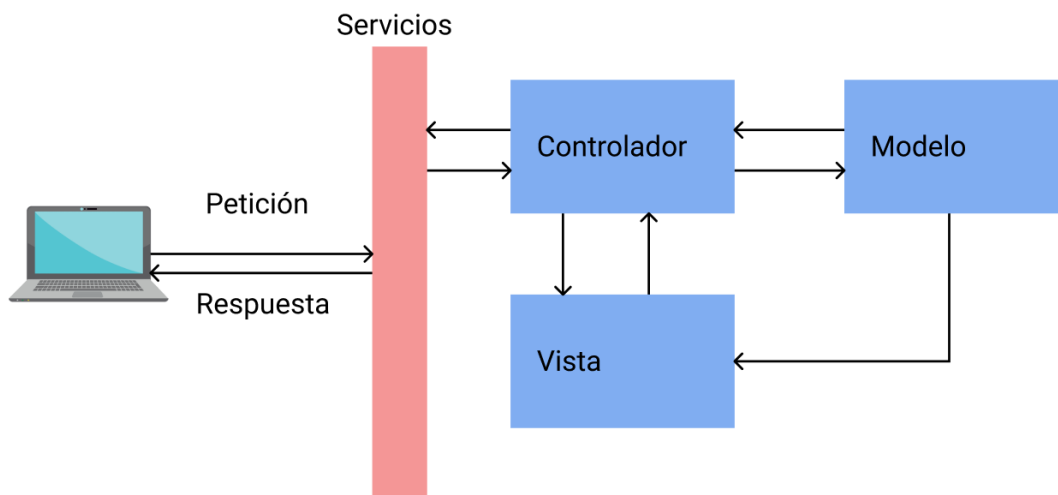 Servicios
Controlador
Modelo
Petición
Respuesta
Vista